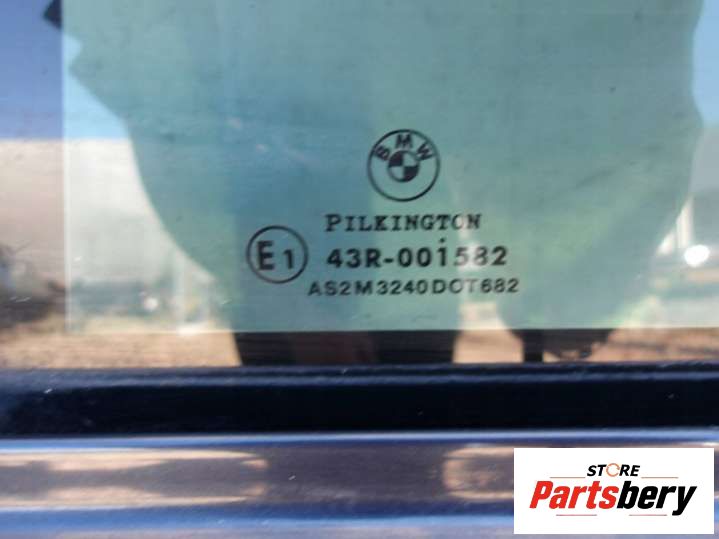 BMW
PILKINGTON
E1 43R-001582
AS2M3240DOT682
STORE
Partsbery